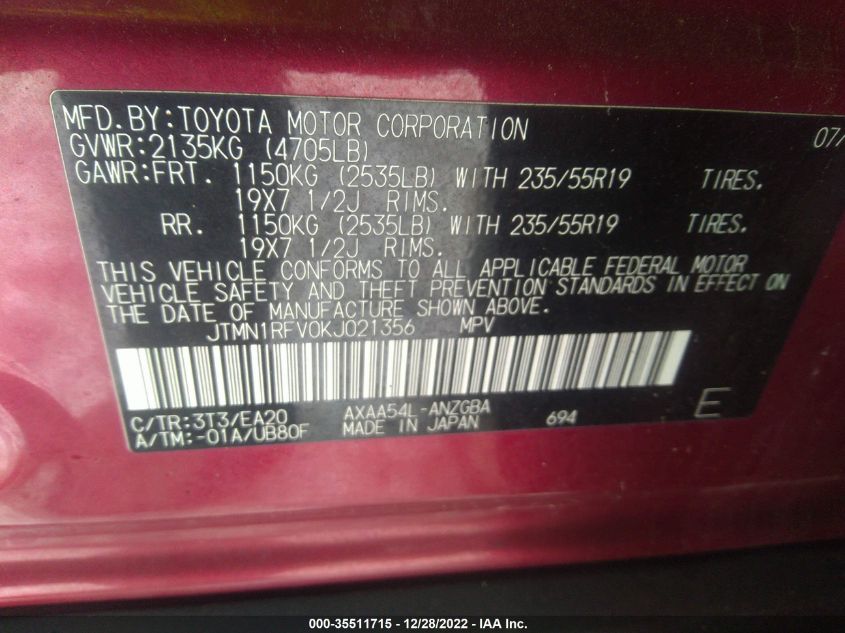 MFD.BY:TOYOTA MOTOR CORPORATION 07/
GVWR:2135KG (4705LB)
GAWR:FRT. 1150KG (2535LB) WITH 235/55R19 TIRES.
19X7 1/2J RIMS.
RR. 1150KG (2535LB) WITH 235/55R19 TIRES.
19X7 1/2J RIMS.
THIS VEHICLE CONFORMS TO ALL APPLICABLE FEDERAL MOTOR
VEHICLE SAFETY AND THEFT PREVENTION STANDARDS IN EFFECT ON
THE DATE OF MANUFACTURE SHOWN ABOVE.
JTMN1RFV0KJ021356 MPV
C/TR:3T3/EA20 AXAA54L-ANZGBA 694 E
A/TM:-01A/UB80F MADE IN JAPAN
000-35511715 - 12/28/2022 - IAA Inc.